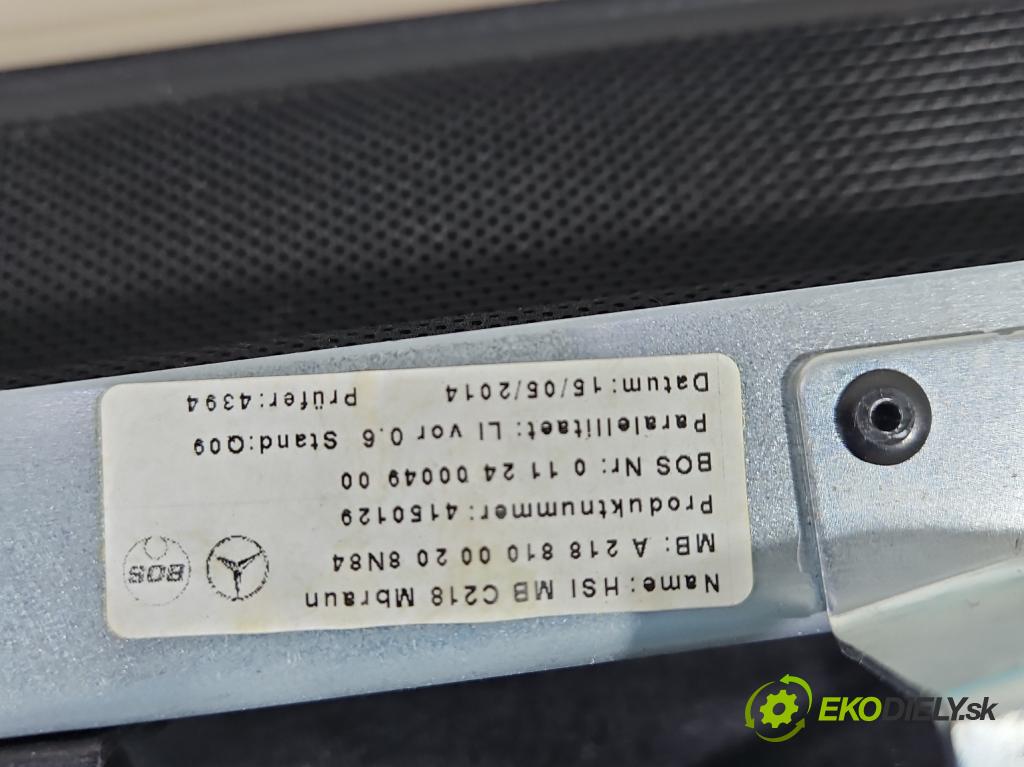 Name: HSI MB C218 Mbraun
MB: A 218 810 00 20 8N84
Produktnummer: 4150129
BOS Nr: 0 11 24 00049 00
Paralellitaet: LI vor 0.6 Stand:Q09
Datum: 15/05/2014 Prüfer: 4394
BOS
EKODIELY.sk